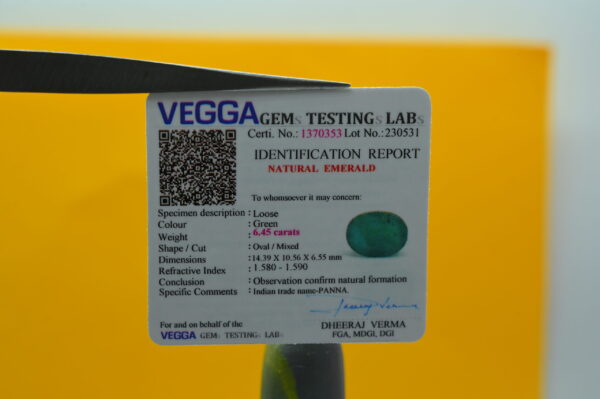 VEGGA GEMS TESTINGS LABS
Certi. No.: 1370353 Lot No.: 230531
IDENTIFICATION REPORT
NATURAL EMERALD
To whomsoever it may concern:
Specimen description : Loose
Colour : Green
Weight : 6.45 carats
Shape / Cut : Oval / Mixed
Dimensions : 14.39 X 10.56 X 6.55 mm
Refractive Index : 1.580 - 1.590
Conclusion : Observation confirm natural formation
Specific Comments : Indian trade name-PANNA.
For and on behalf of the
VEGGA GEMS TESTINGS LABS
DHEERAJ VERMA
FGA, MDGI, DGI